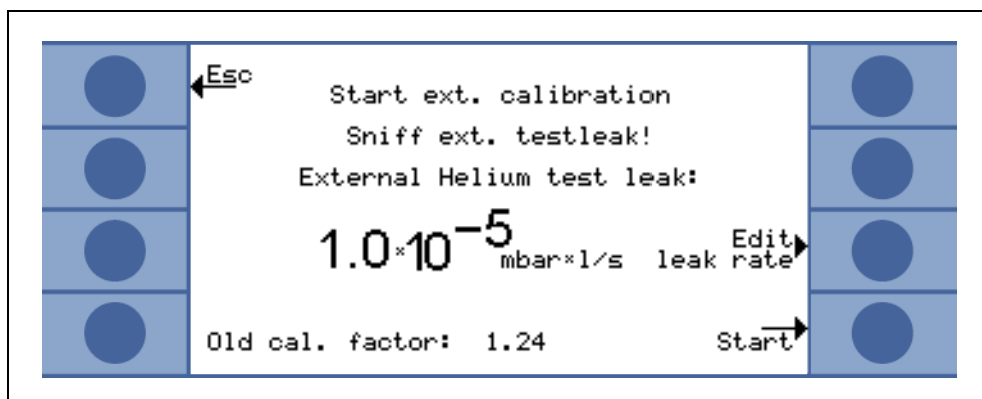 Esc
Start ext. calibration
Sniff ext. testleak!
External Helium test leak:
1.0×10⁻⁵ mbar×l/s leak Edit rate
Old cal. factor: 1.24 Start